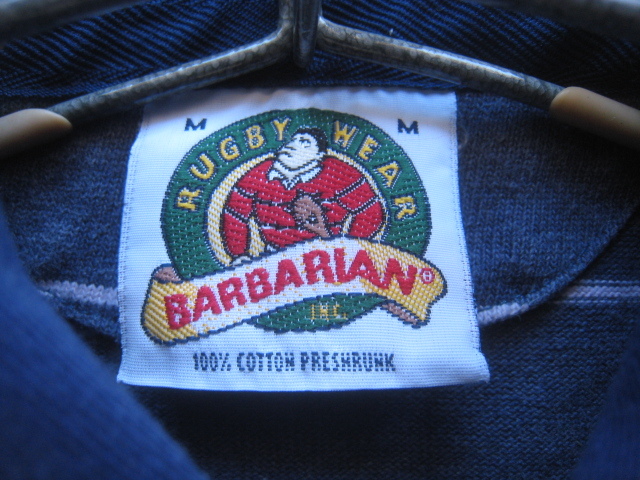 M M
RUGBY WEAR
BARBARIAN®
INC.
100% COTTON PRESHRUNK